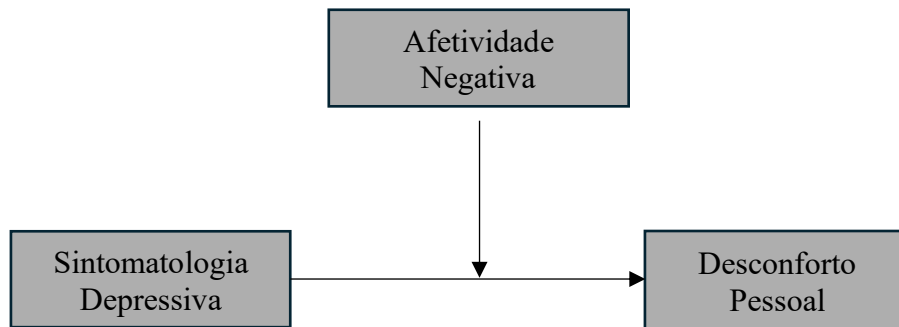 Afetividade
Negativa
Sintomatologia
Depressiva
Desconforto
Pessoal